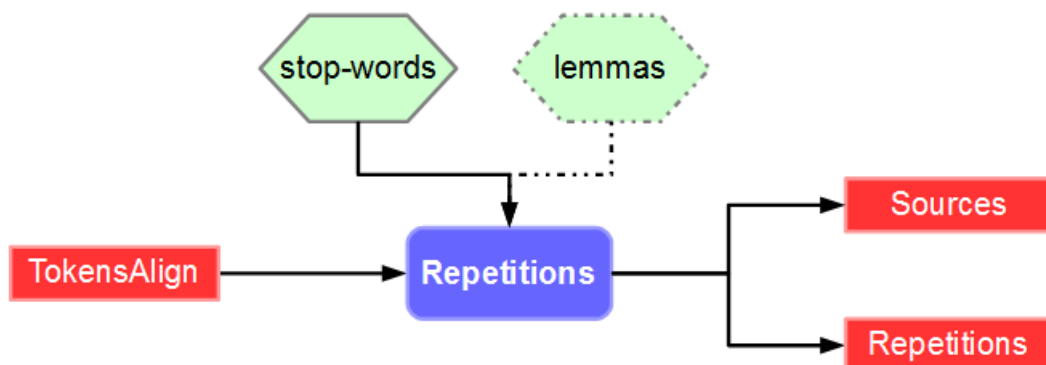 stop-words
lemmas
Sources
TokensAlign
Repetitions
Repetitions